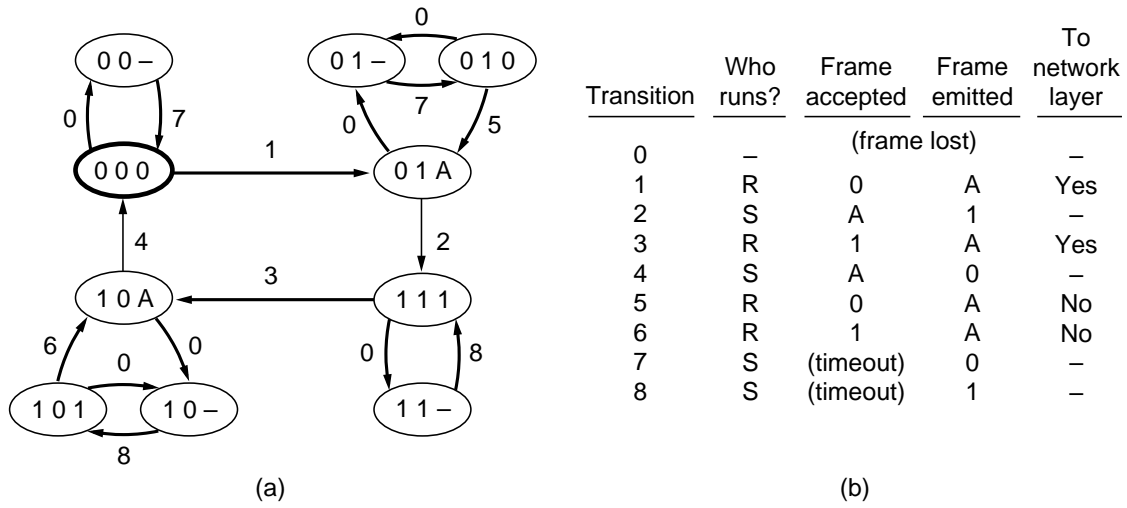 0 0 –
0
7
0 0 0
1
0
0 1 –
0 1 0
7
0
5
0 1 A
4
2
3
1 0 A
1 1 1
6
0
0
0
8
1 0 1
1 0 –
1 1 –
8
(a)
Transition
Who
runs?
Frame
accepted
Frame
emitted
To
network
layer
(frame lost)
0 – –
1 R 0 A Yes
2 S A 1 –
3 R 1 A Yes
4 S A 0 –
5 R 0 A No
6 R 1 A No
7 S (timeout) 0 –
8 S (timeout) 1 –
(b)